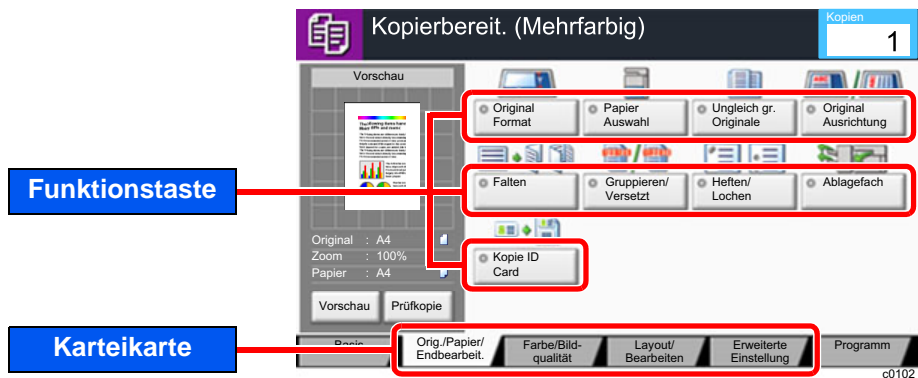 Kopierbereit. (Mehrfarbig)
Kopien
1
Vorschau
Original
Format
Papier
Auswahl
Ungleich gr.
Originale
Original
Ausrichtung
Funktionstaste
Falten
Gruppieren/
Versetzt
Heften/
Lochen
Ablagefach
Original : A4
Zoom : 100%
Papier : A4
Kopie ID
Card
Vorschau
Prüfkopie
Karteikarte
Basis
Orig./Papier/
Endbearbeit.
Farbe/Bild-
qualität
Layout/
Bearbeiten
Erweiterte
Einstellung
Programm
c0102